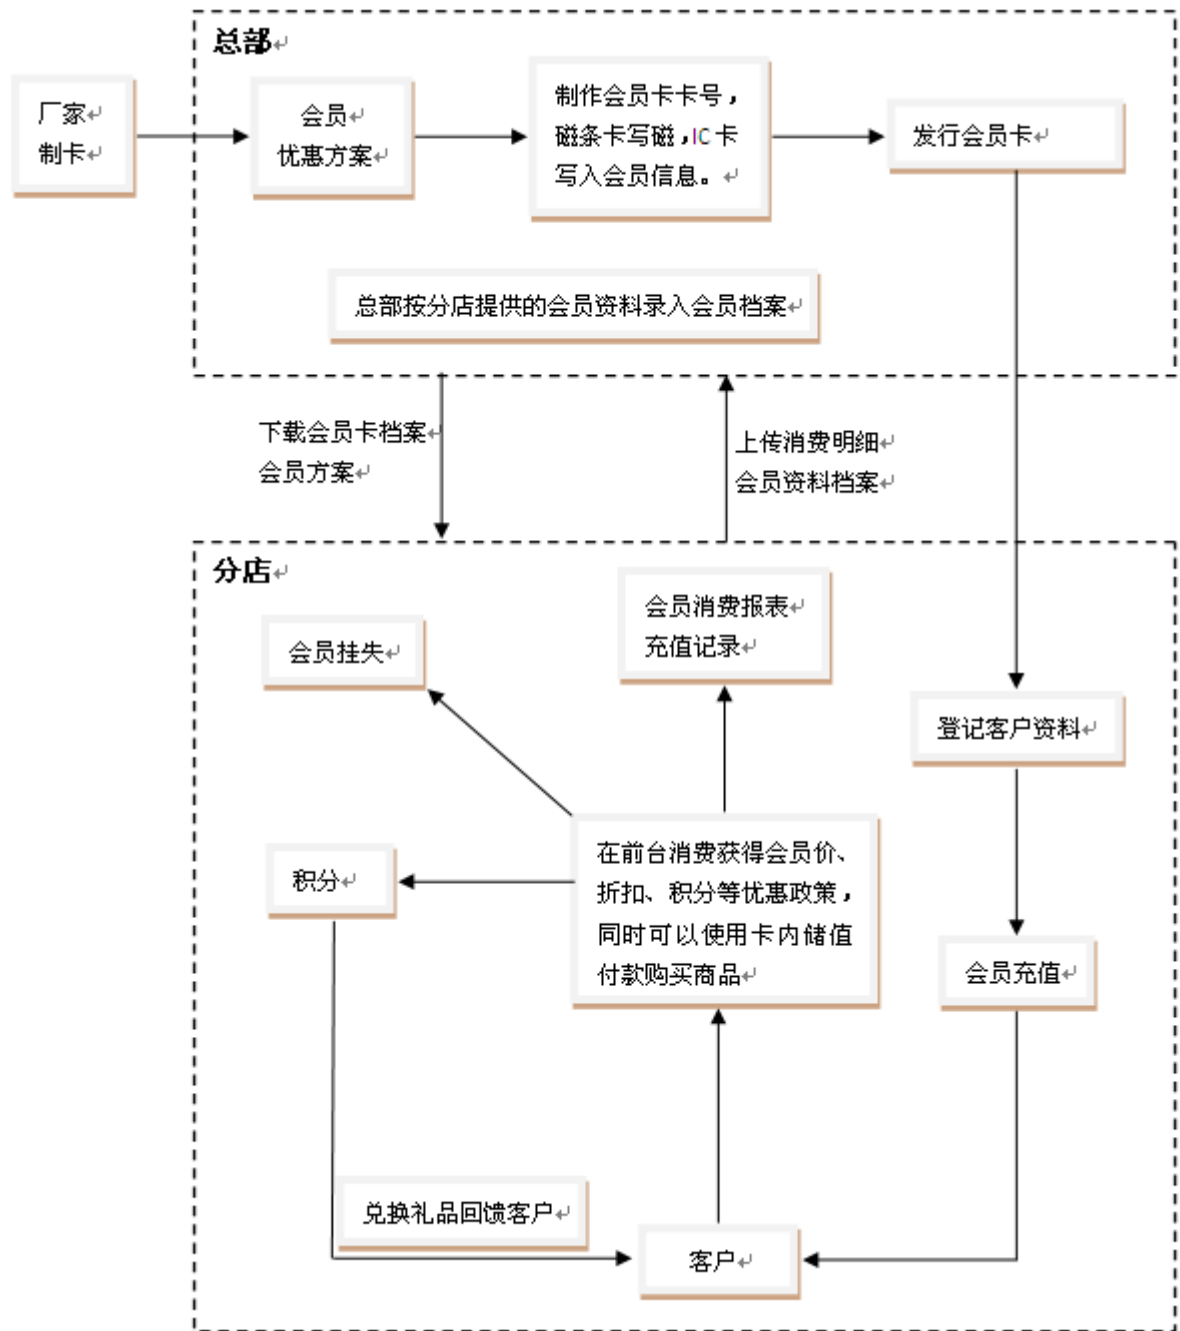 总部
厂家
制卡
会员
优惠方案
制作会员卡卡号，
磁条卡写磁，IC卡
写入会员信息。
发行会员卡
总部按分店提供的会员资料录入会员档案
下载会员卡档案
会员方案
上传消费明细
会员资料档案
分店
会员挂失
会员消费报表
充值记录
登记客户资料
积分
在前台消费获得会员价、
折扣、积分等优惠政策，
同时可以使用卡内储值
付款购买商品
会员充值
兑换礼品回馈客户
客户